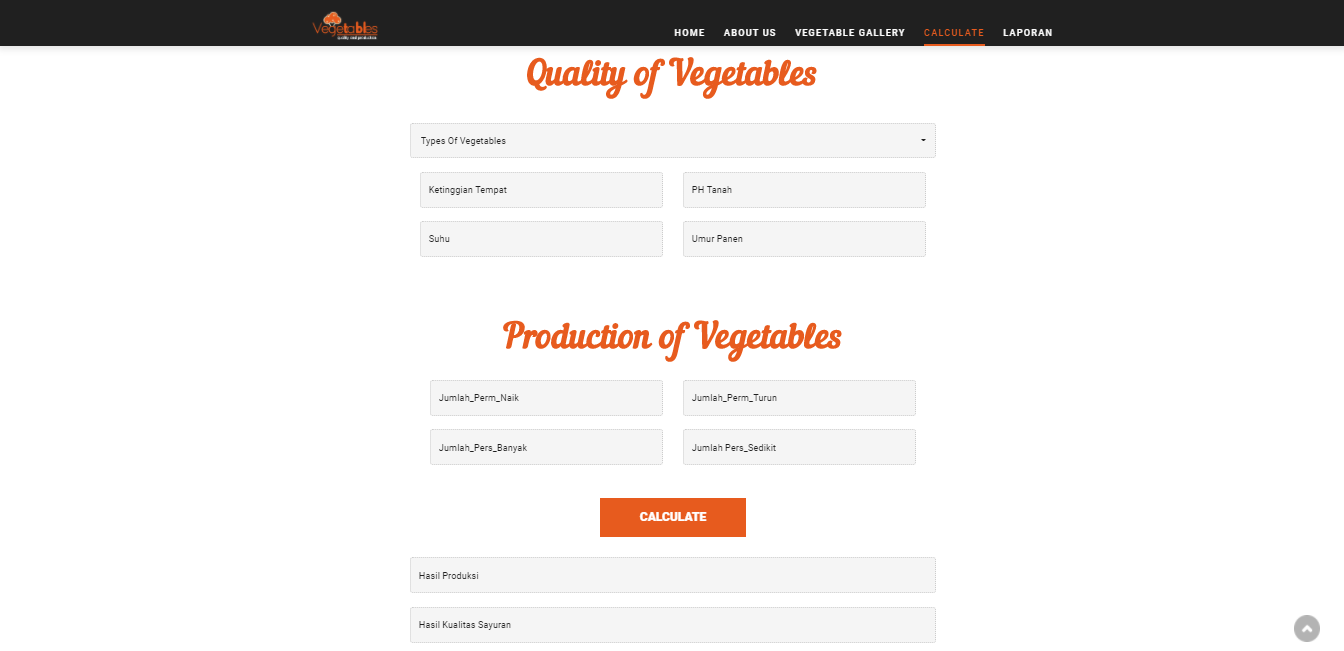 Vegetables
quality and production
HOME ABOUT US VEGETABLE GALLERY CALCULATE LAPORAN
Quality of Vegetables
Types Of Vegetables
Ketinggian Tempat PH Tanah
Suhu Umur Panen
Production of Vegetables
Jumlah_Perm_Naik Jumlah_Perm_Turun
Jumlah_Pers_Banyak Jumlah Pers_Sedikit
CALCULATE
Hasil Produksi
Hasil Kualitas Sayuran